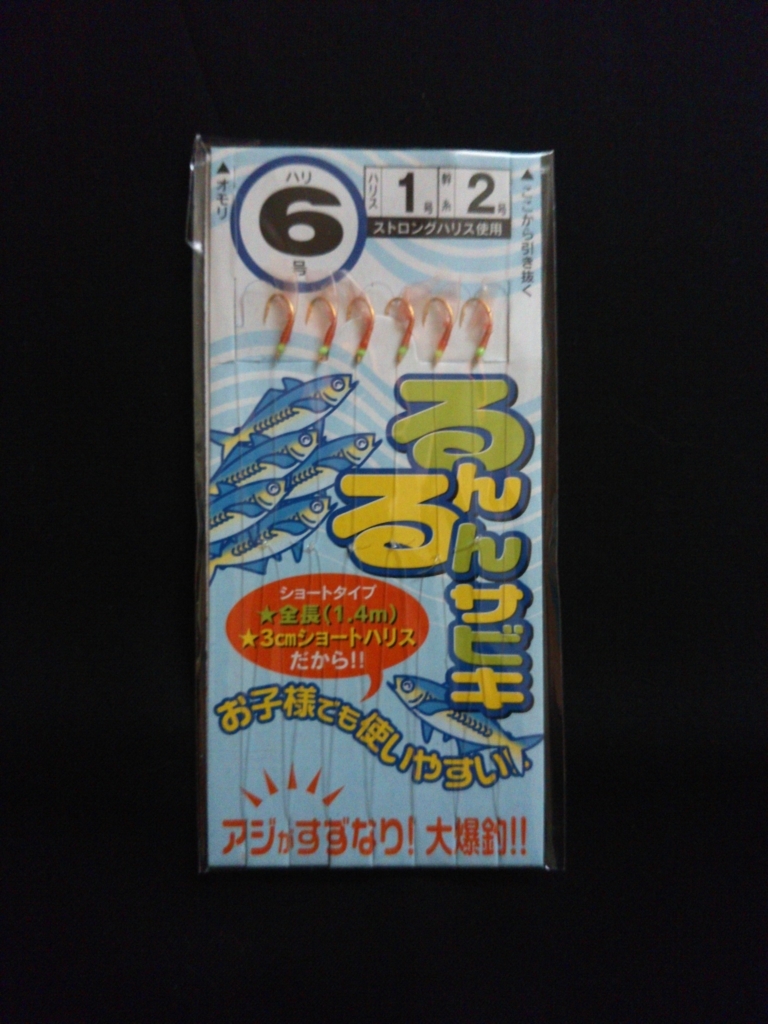 ▲オモリ
ハリ
6
号
ハリス 1号
幹糸 2号
ストロングハリス使用
▲ここから引き抜く
るんるんさびき
ショートタイプ
★全長(1.4m)
★3cmショートハリス
だから!!
お子様でも使いやすい!!
アジがすずなり! 大爆釣!!